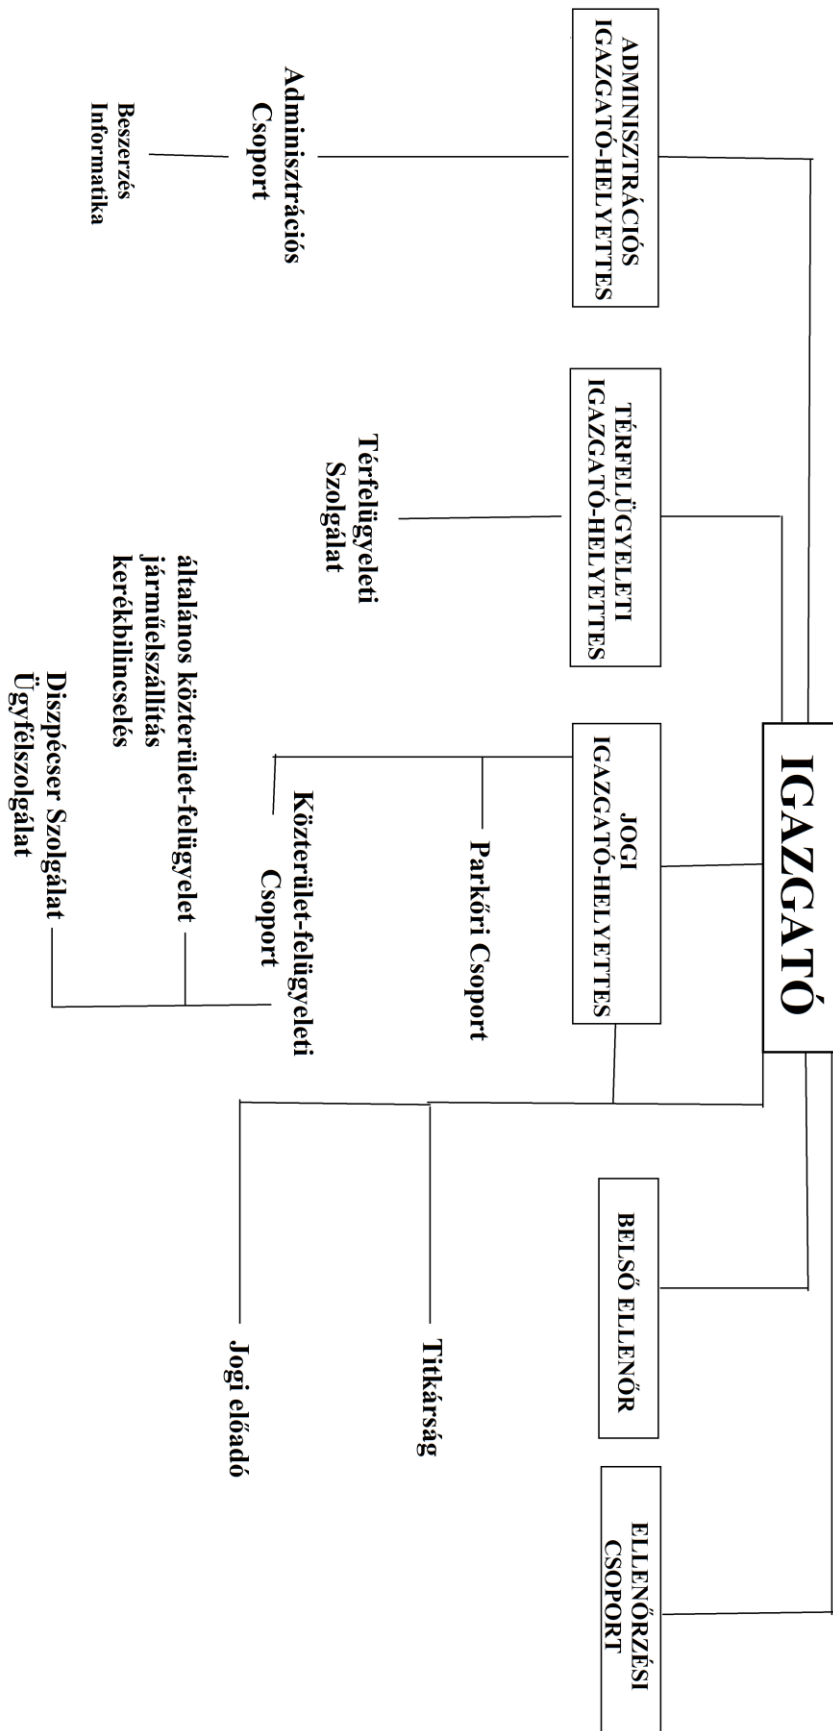 IGAZGATÓ
ADMINISZTRÁCIÓS
IGAZGATÓ-HELYETTES
TÉRFELÜGYELETI
IGAZGATÓ-HELYETTES
JOGI
IGAZGATÓ-HELYETTES
BELSŐ ELLENŐR
ELLENŐRZÉSI
CSOPORT
Adminisztrációs
Csoport
Térfelügyeleti
Szolgálat
Parkőri Csoport
Titkárság
Közterület-felügyeleti
Csoport
Jogi előadó
Beszerzés
Informatika
általános közterület-felügyelet
járműelszállítás
kerékbilincselés
Diszpécser Szolgálat
Ügyfélszolgálat